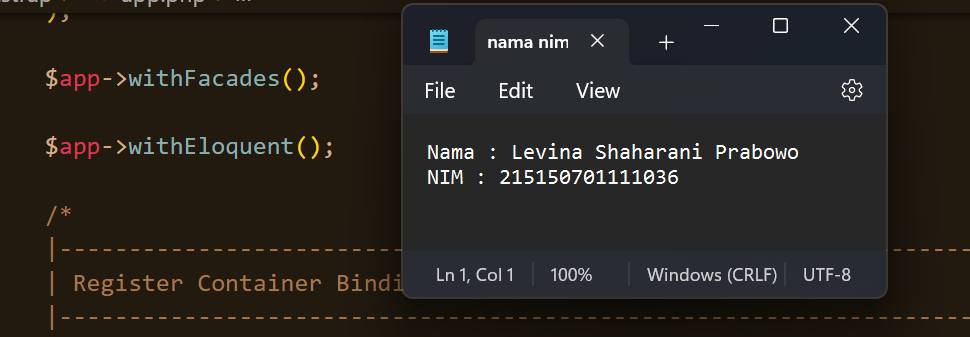 app.php
);
$app->withFacades();
$app->withEloquent();
/*
|----------------------------------------------------------------------
| Register Container Bindi
|----------------------------------------------------------------------
nama nim
File Edit View
Nama : Levina Shaharani Prabowo
NIM : 215150701111036
Ln 1, Col 1 100% Windows (CRLF) UTF-8